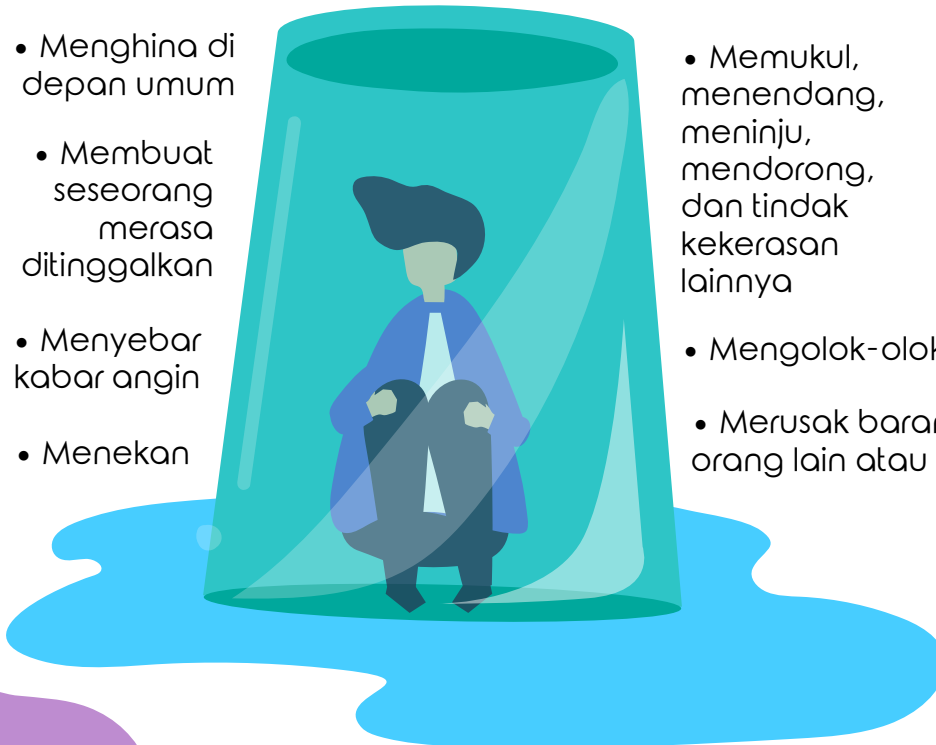 • Menghina di
depan umum
• Membuat
seseorang
merasa
ditinggalkan
• Menyebar
kabar angin
• Menekan
• Memukul,
menendang,
meninju,
mendorong,
dan tindak
kekerasan
lainnya
• Mengolok-olok
• Merusak
orang lain atau